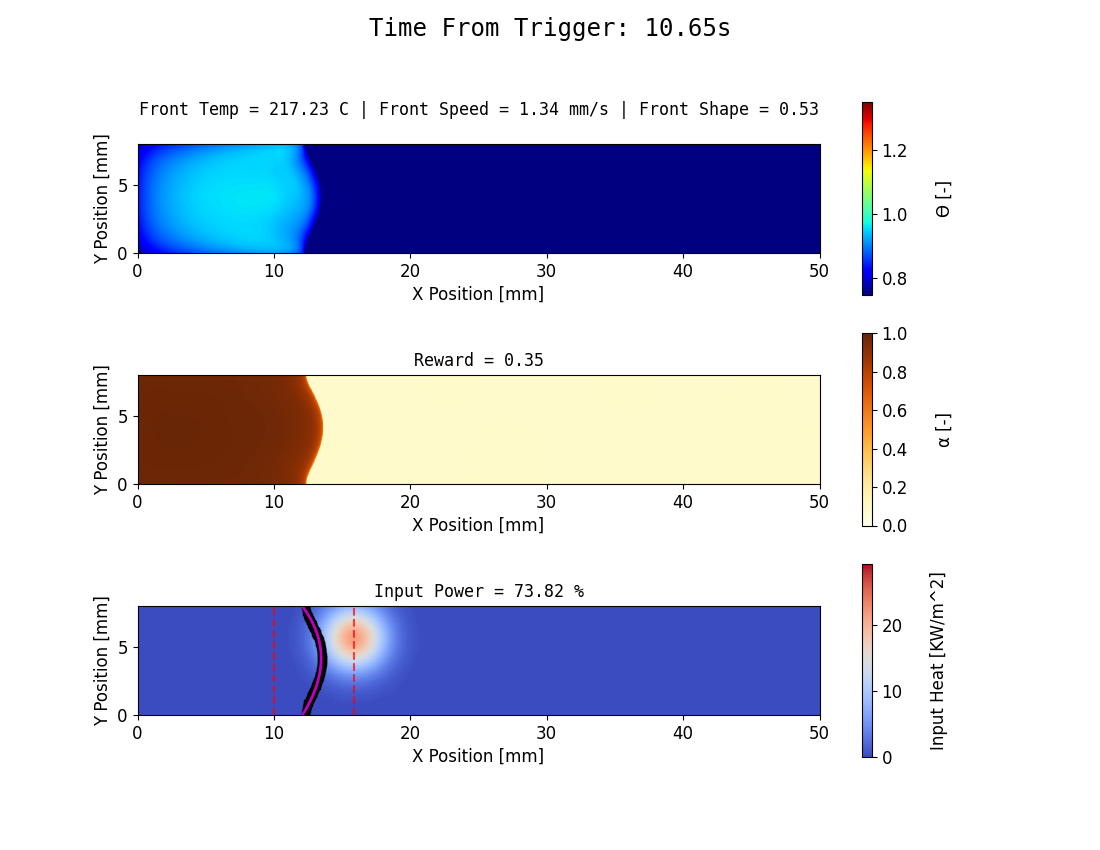 Time From Trigger: 10.65s
Front Temp = 217.23 C | Front Speed = 1.34 mm/s | Front Shape = 0.53
Y Position [mm]
5
0
0 10 20 30 40 50
X Position [mm]
1.2
1.0
0.8
Θ [-]
Reward = 0.35
Y Position [mm]
5
0
0 10 20 30 40 50
X Position [mm]
1.0
0.8
0.6
0.4
0.2
0.0
α [-]
Input Power = 73.82 %
Y Position [mm]
5
0
0 10 20 30 40 50
X Position [mm]
20
10
0
Input Heat [KW/m^2]